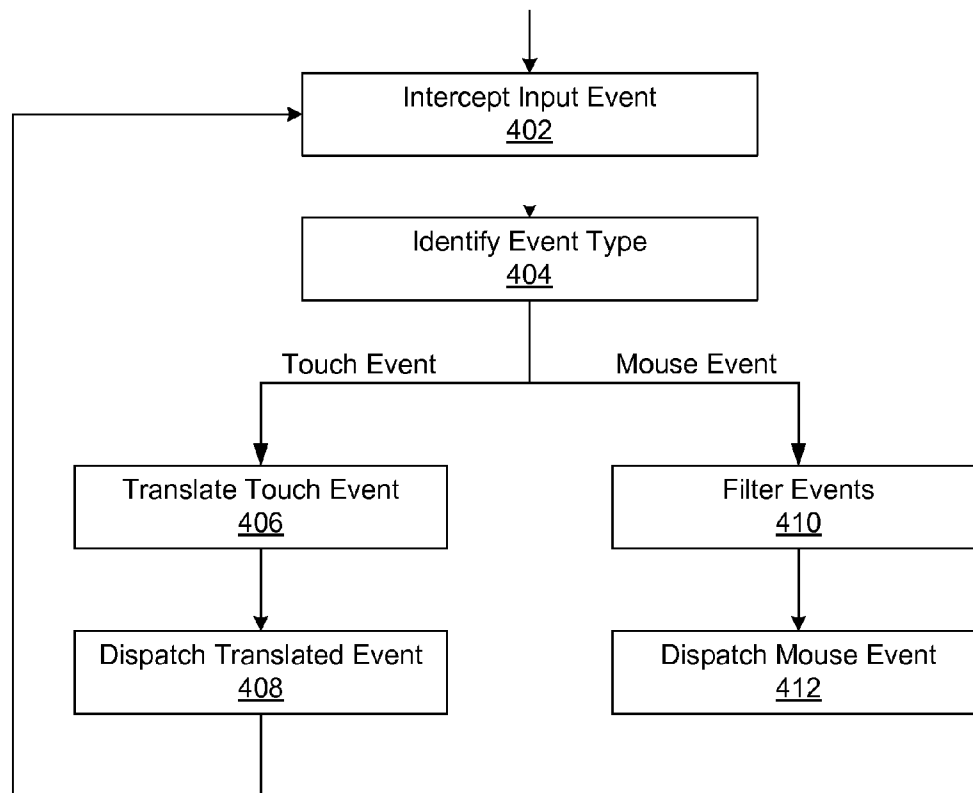 Intercept Input Event
402
Identify Event Type
404
Touch Event
Mouse Event
Translate Touch Event
406
Filter Events
410
Dispatch Translated Event
408
Dispatch Mouse Event
412